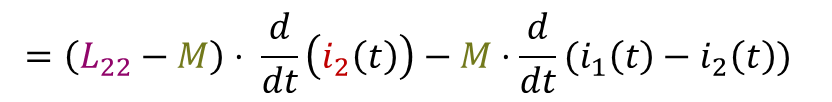 = (L₂₂ − M) · d/dt (i₂(t)) − M · d/dt (i₁(t) − i₂(t))